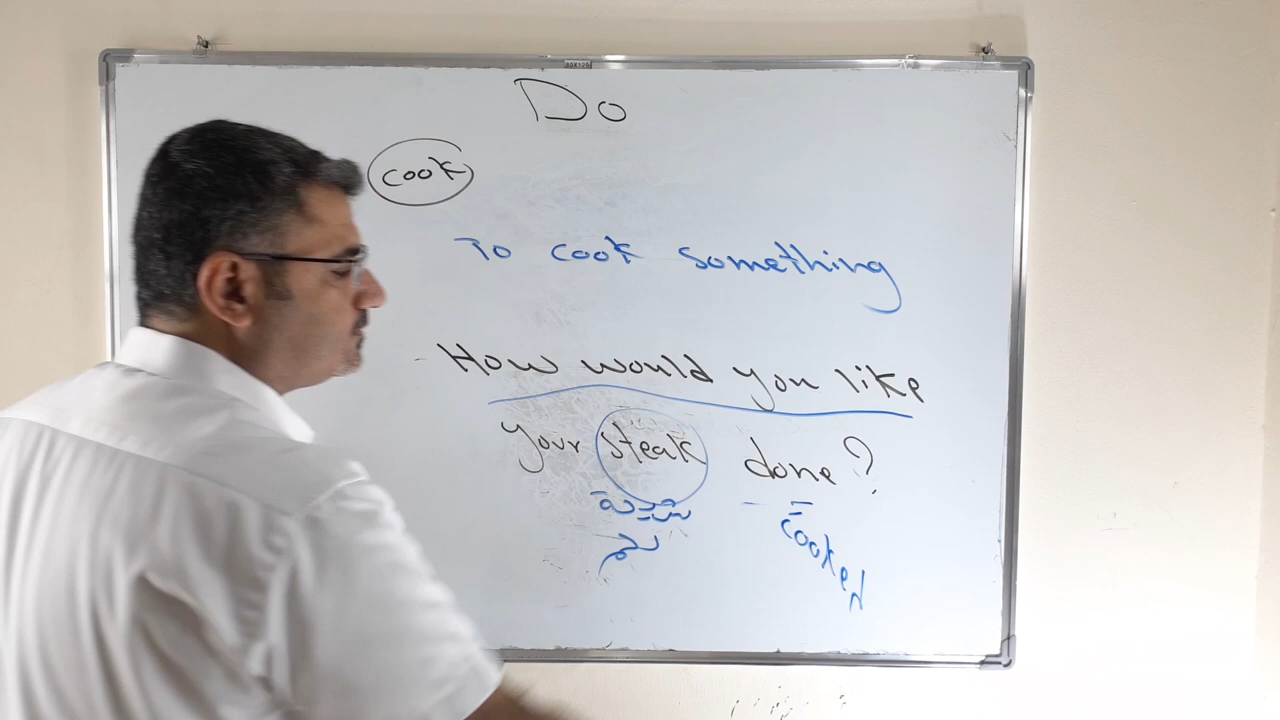 Do
cook
To cook something
How would you like
your steak done?
شريحة
لحم
cooked